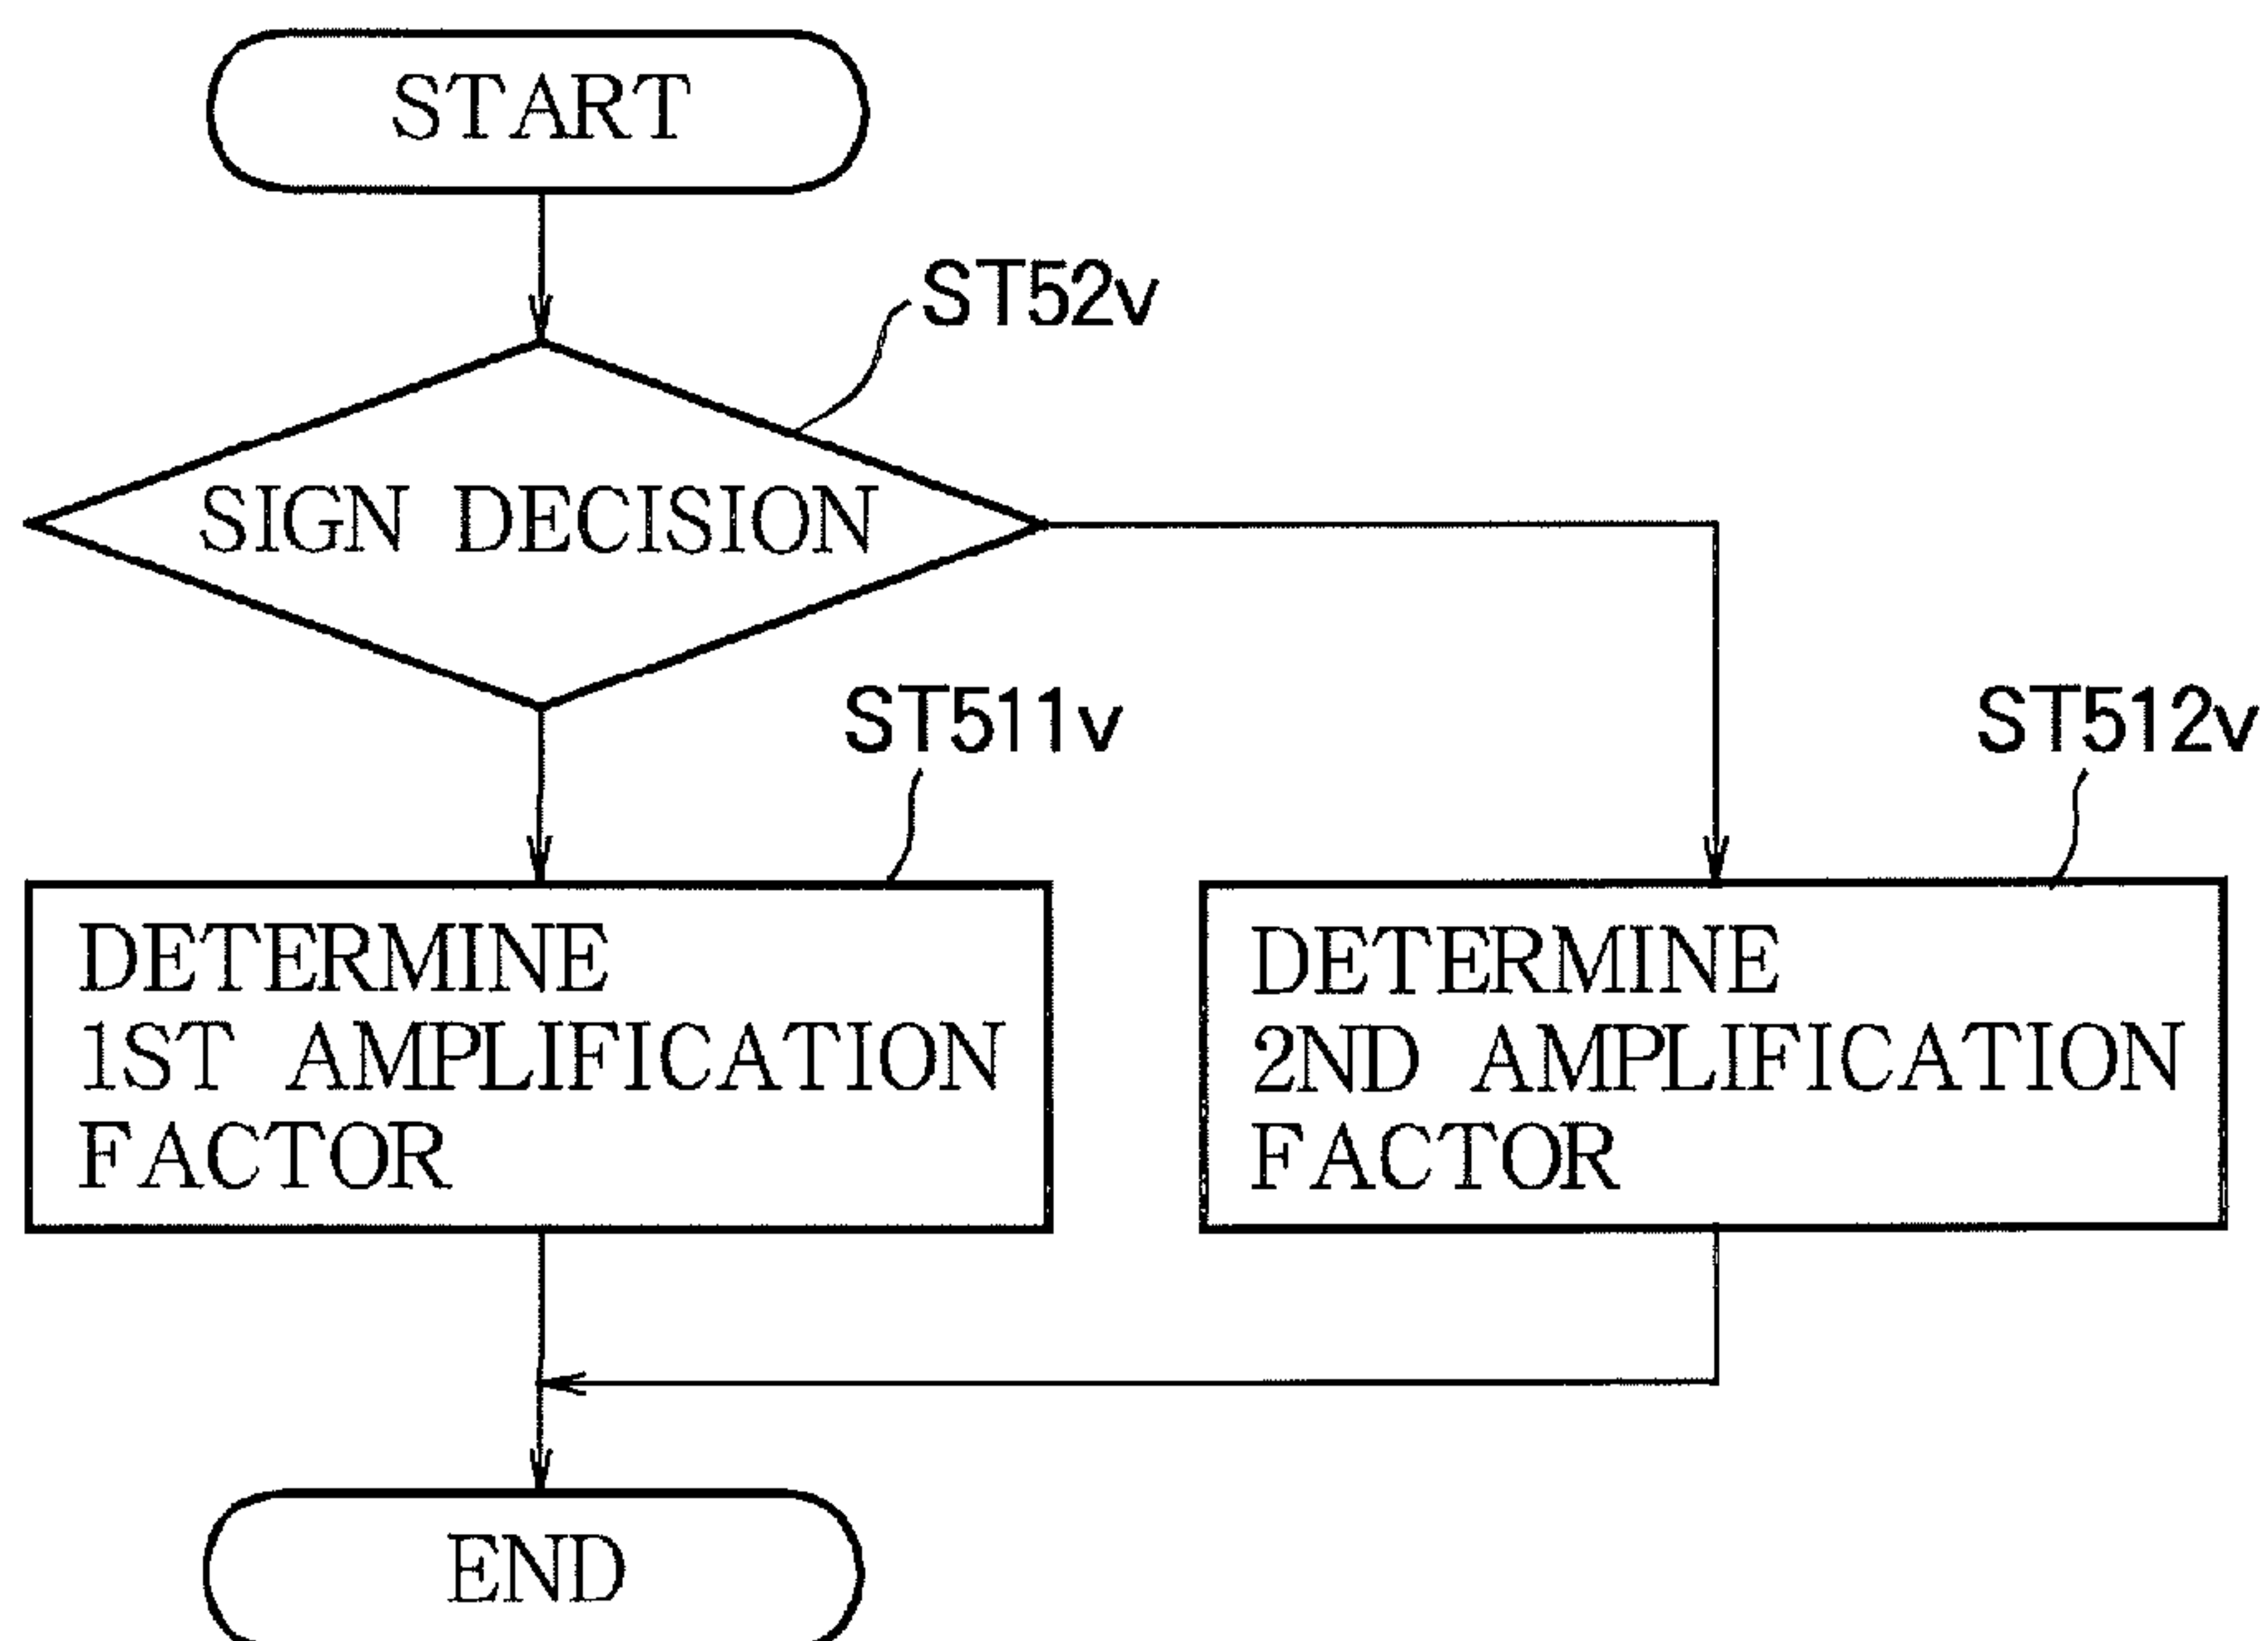 START
ST52v
SIGN DECISION
ST511v
ST512v
DETERMINE
1ST AMPLIFICATION
FACTOR
DETERMINE
2ND AMPLIFICATION
FACTOR
END